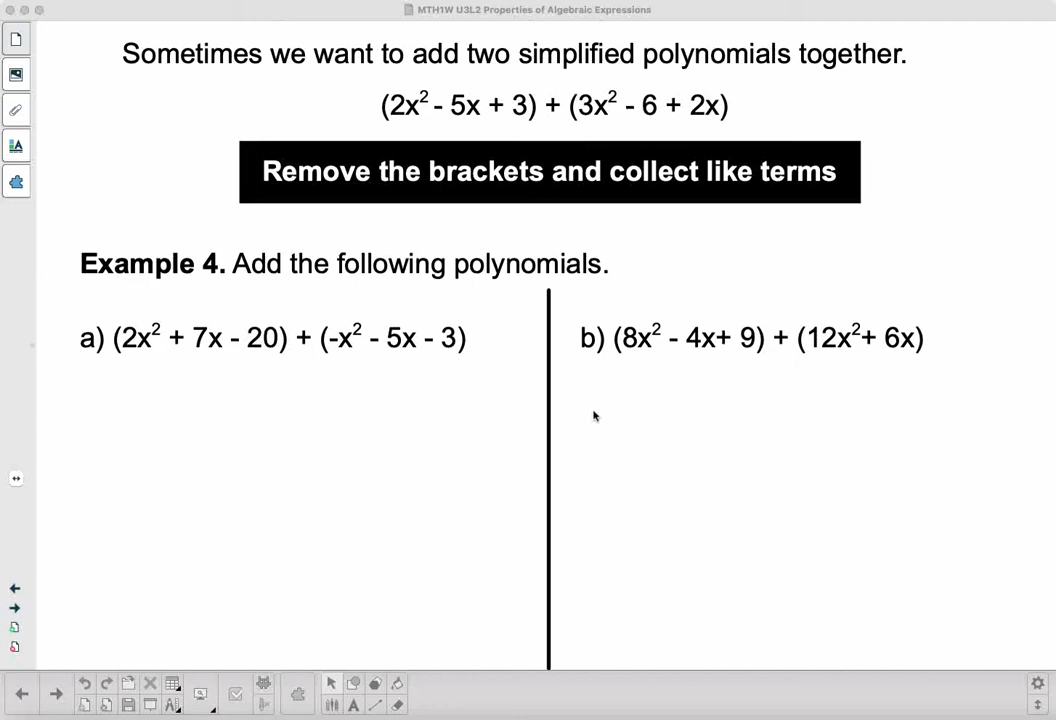 MTH1W U3L2 Properties of Algebraic Expressions
Sometimes we want to add two simplified polynomials together.
(2x² - 5x + 3) + (3x² - 6 + 2x)
Remove the brackets and collect like terms
Example 4. Add the following polynomials.
a) (2x² + 7x - 20) + (-x² - 5x - 3)
b) (8x² - 4x+ 9) + (12x²+ 6x)